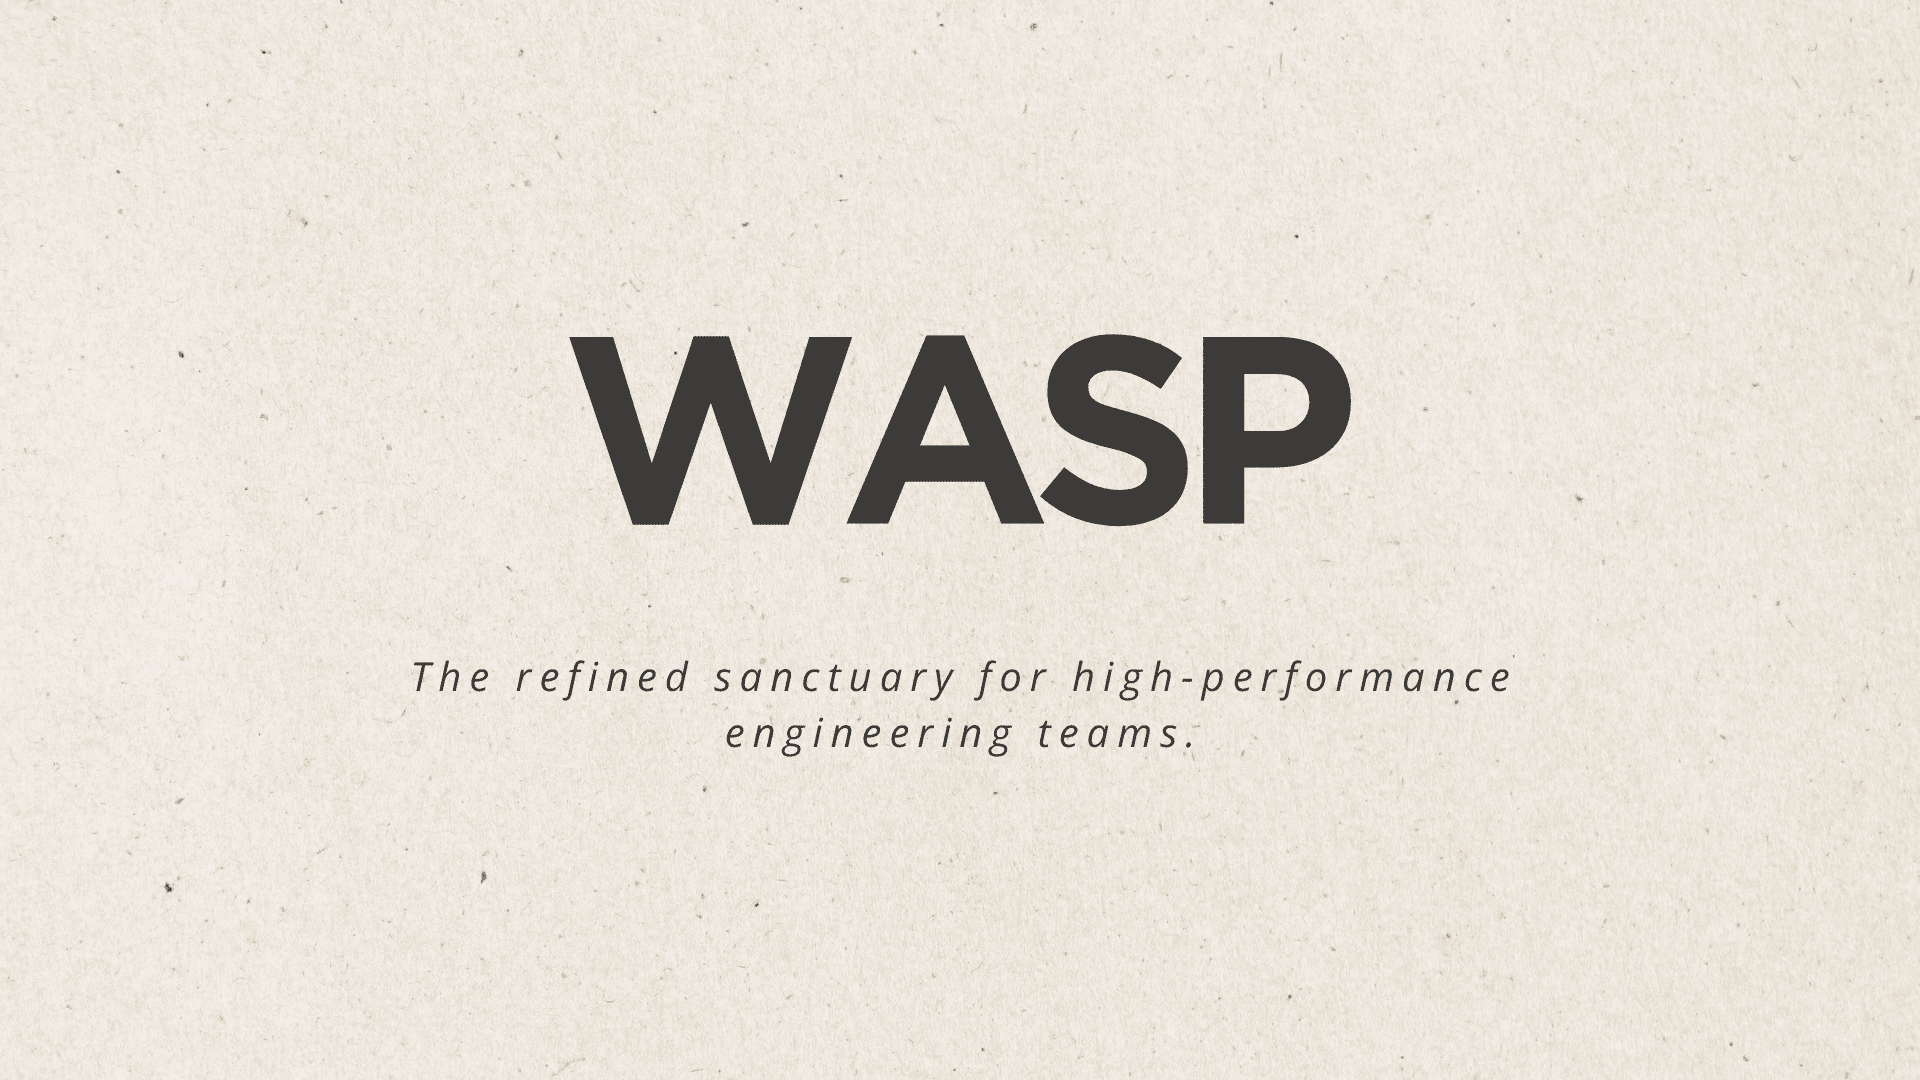 WASP
The refined sanctuary for high-performance
engineering teams.